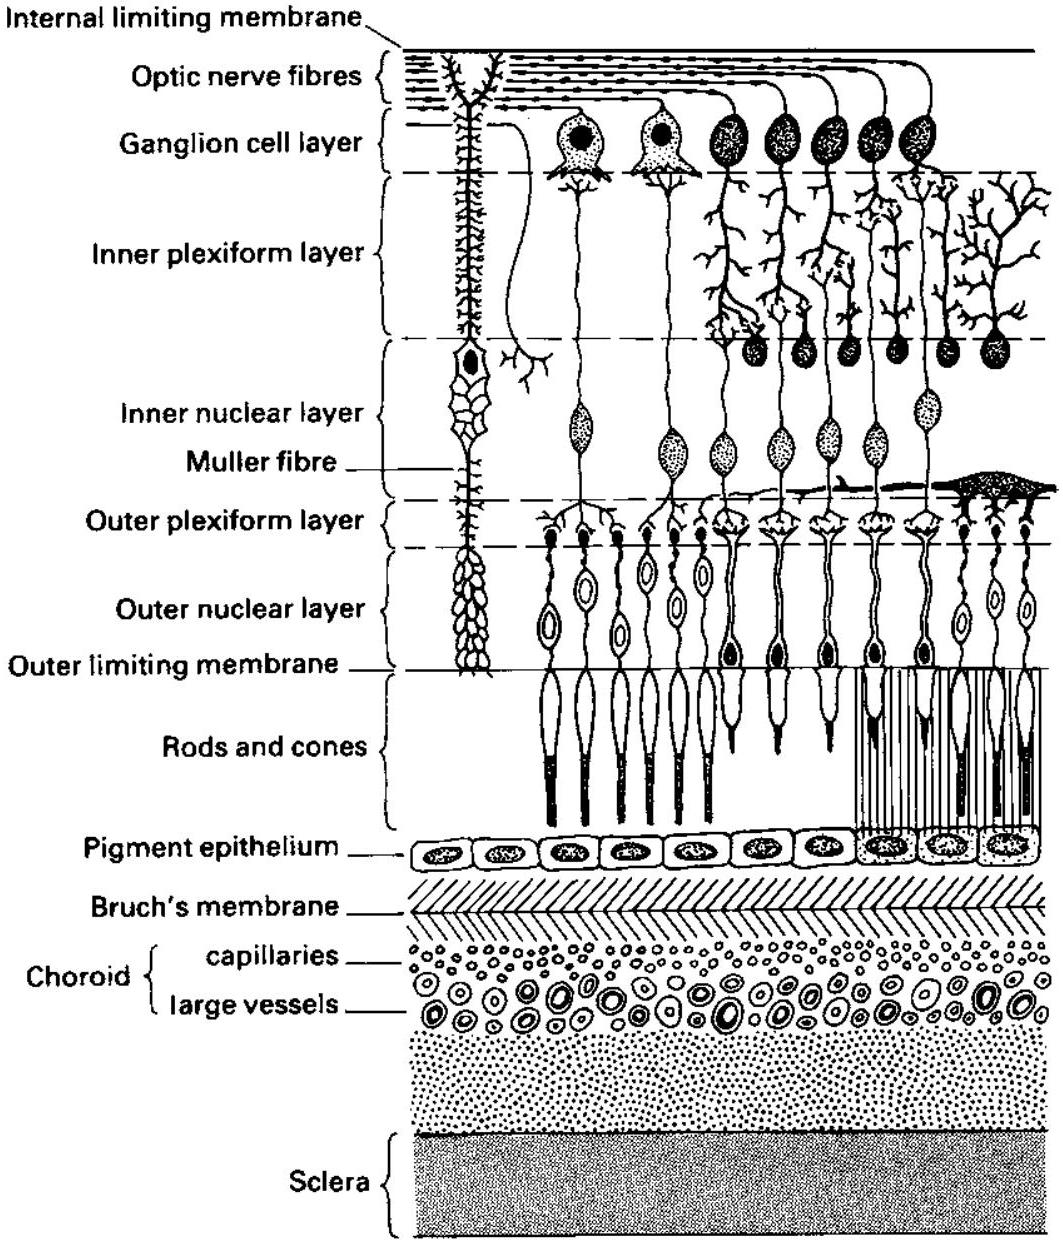 Internal limiting membrane
Optic nerve fibres
Ganglion cell layer
Inner plexiform layer
Inner nuclear layer
Muller fibre
Outer plexiform layer
Outer nuclear layer
Outer limiting membrane
Rods and cones
Pigment epithelium
Bruch's membrane
capillaries
Choroid
large vessels
Sclera